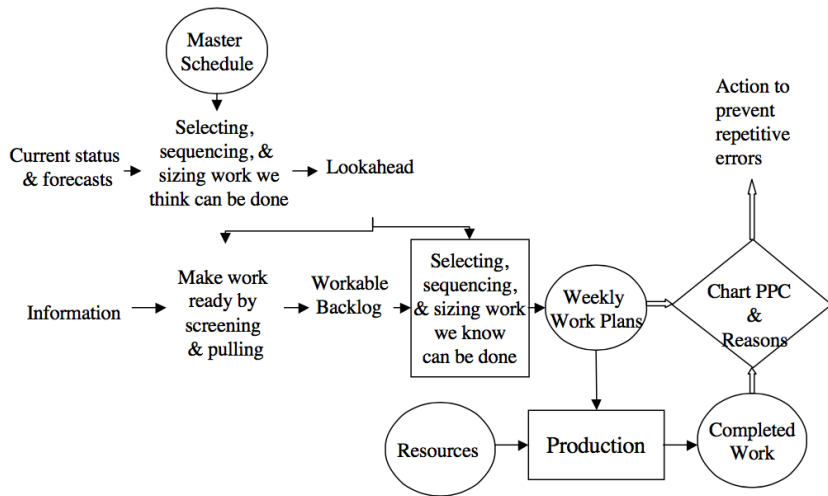 Master
Schedule
Action to
prevent
repetitive
errors
Current status
& forecasts
Selecting,
sequencing, &
sizing work we
think can be done
Lookahead
Information
Make work
ready by
screening
& pulling
Workable
Backlog
Selecting,
sequencing,
& sizing work
we know
can be done
Weekly
Work Plans
Chart PPC
&
Reasons
Resources
Production
Completed
Work